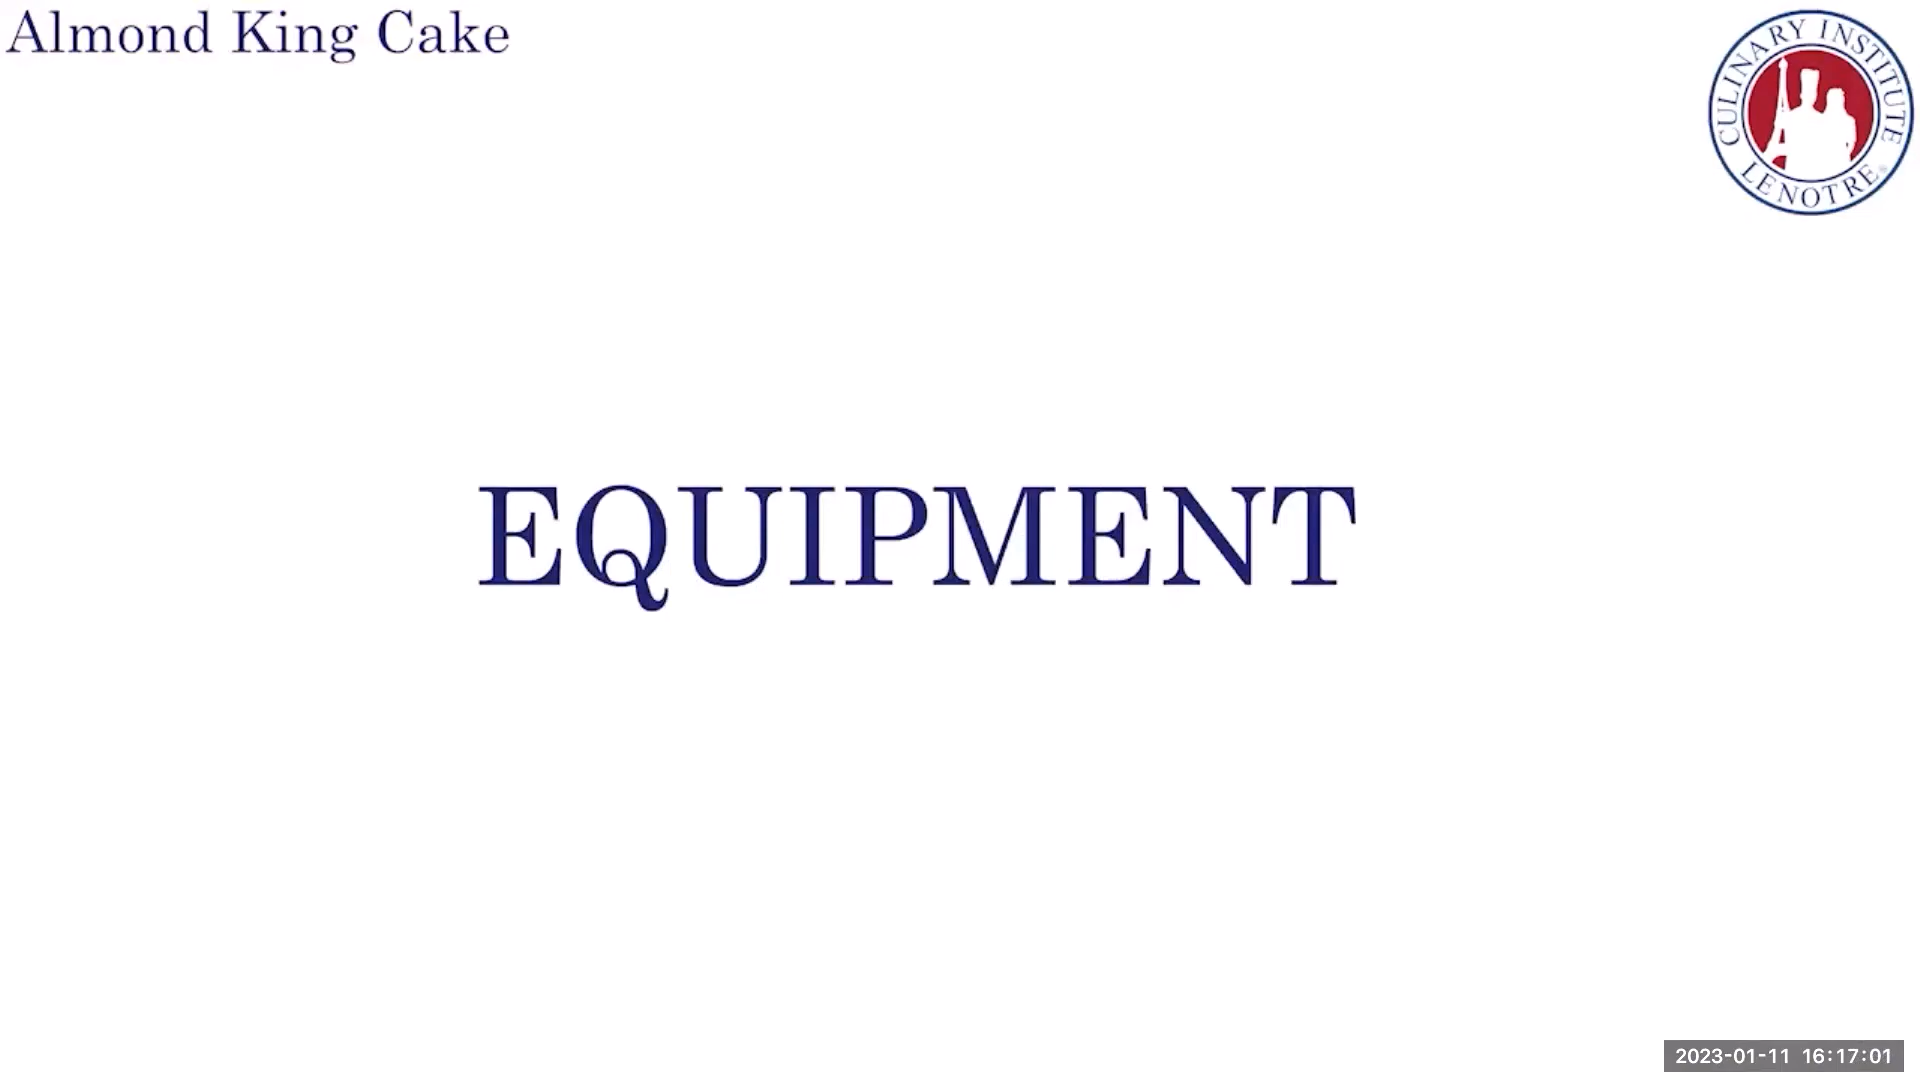 Almond King Cake
CULINARY INSTITUTE
LENOTRE
EQUIPMENT
2023-01-11 16:17:01